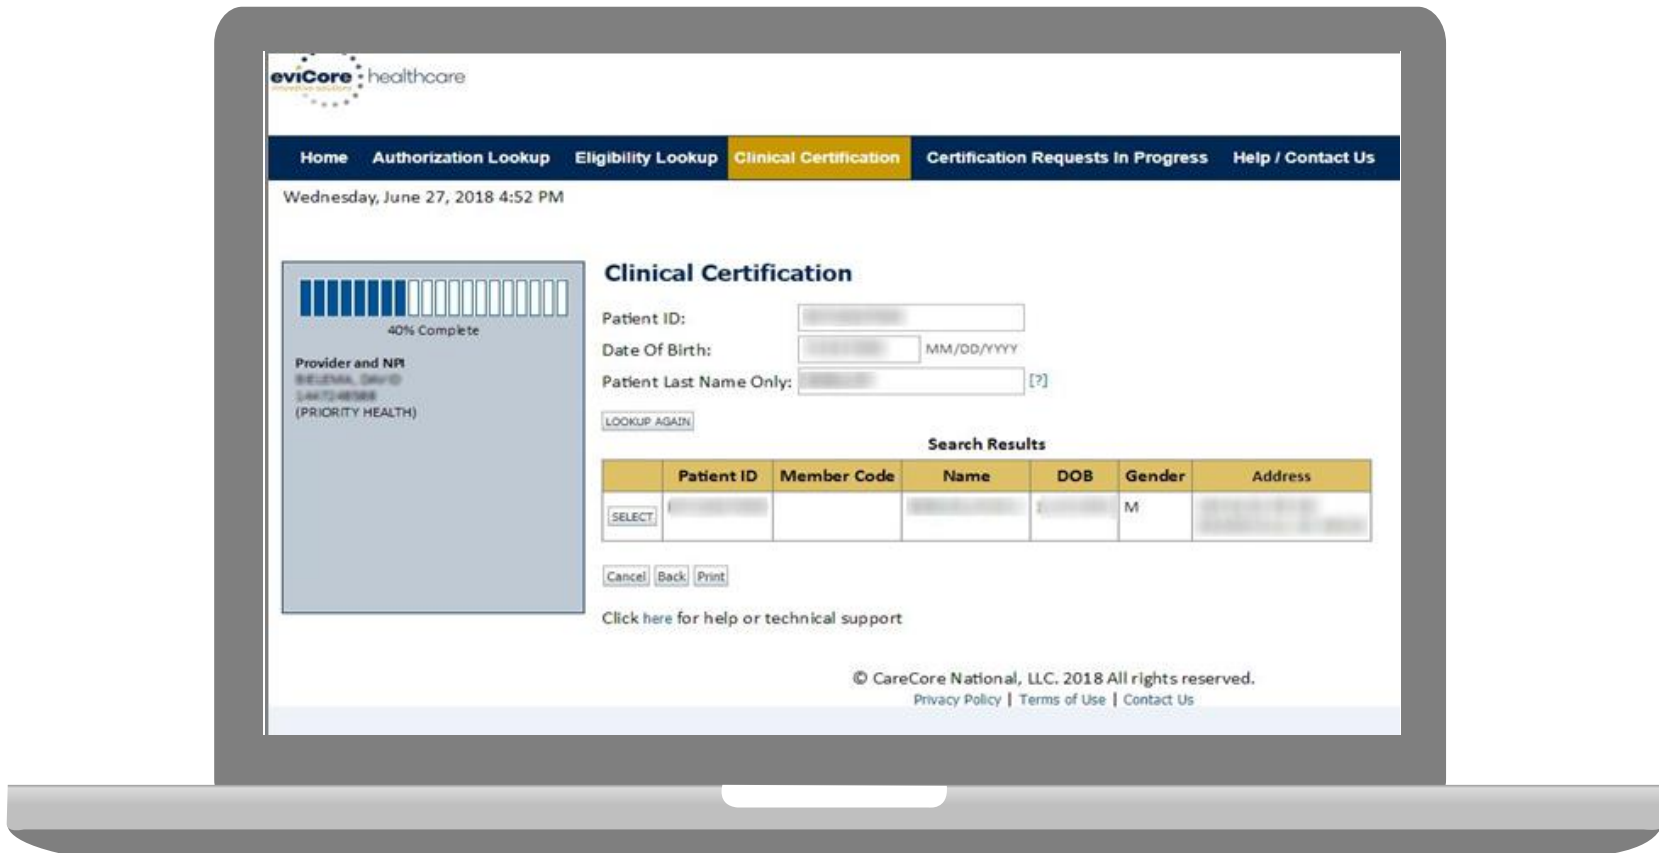 eviCore healthcare
innovative solutions
Home Authorization Lookup Eligibility Lookup Clinical Certification Certification Requests In Progress Help / Contact Us
Wednesday, June 27, 2018 4:52 PM
Clinical Certification
40% Complete
Provider and NPI
(PRIORITY HEALTH)
Patient ID:
Date Of Birth: MM/DD/YYYY
Patient Last Name Only: [?]
LOOKUP AGAIN
Search Results
Patient ID Member Code Name DOB Gender Address
SELECT M
Cancel Back Print
Click here for help or technical support
© CareCore National, LLC. 2018 All rights reserved.
Privacy Policy | Terms of Use | Contact Us